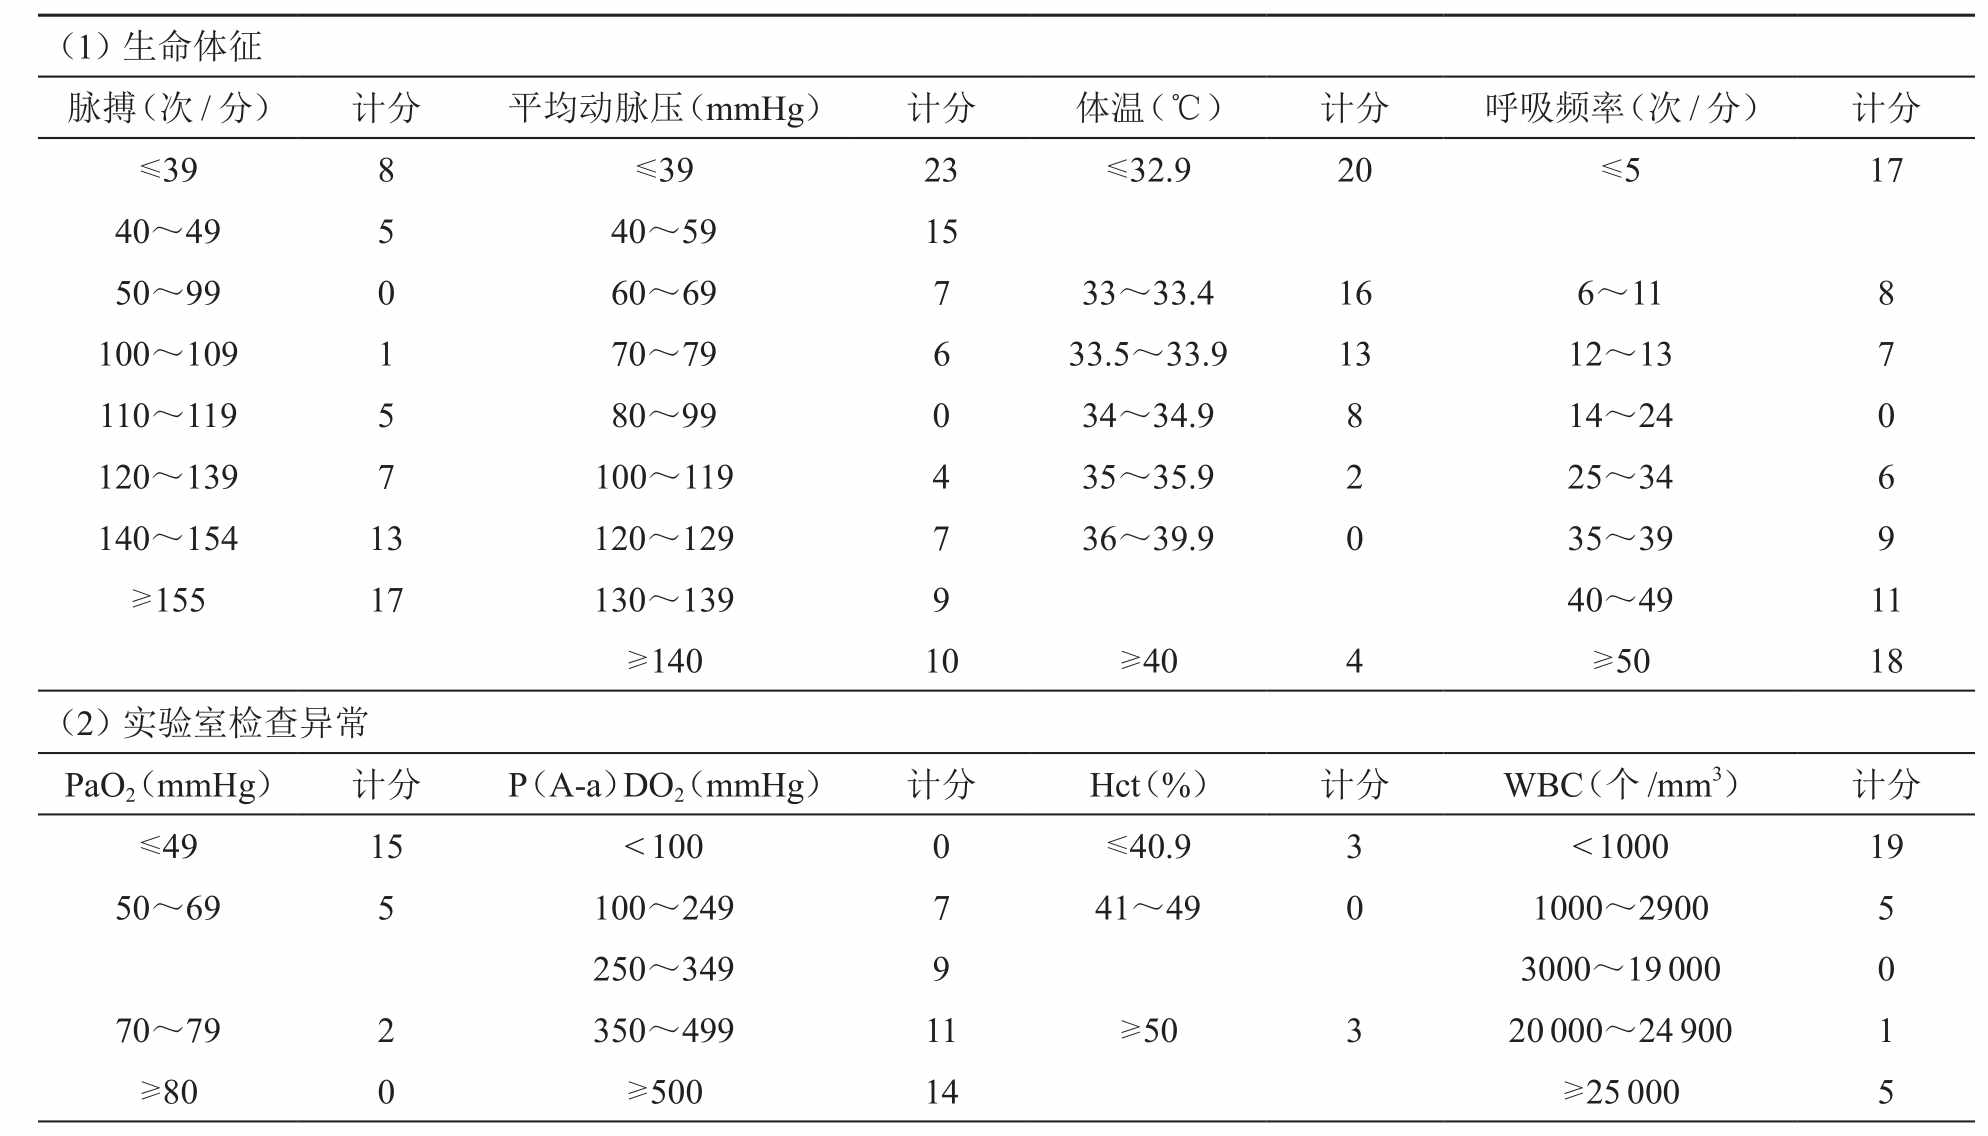 （1）生命体征
脉搏（次/分） 计分 平均动脉压（mmHg） 计分 体温（℃） 计分 呼吸频率（次/分） 计分
≤39 8 ≤39 23 ≤32.9 20 ≤5 17
40～49 5 40～59 15
50～99 0 60～69 7 33～33.4 16 6～11 8
100～109 1 70～79 6 33.5～33.9 13 12～13 7
110～119 5 80～99 0 34～34.9 8 14～24 0
120～139 7 100～119 4 35～35.9 2 25～34 6
140～154 13 120～129 7 36～39.9 0 35～39 9
≥155 17 130～139 9 40～49 11
≥140 10 ≥40 4 ≥50 18
（2）实验室检查异常
PaO₂（mmHg） 计分 P（A-a）DO₂（mmHg） 计分 Hct（%） 计分 WBC（个/mm³） 计分
≤49 15 <100 0 ≤40.9 3 <1000 19
50～69 5 100～249 7 41～49 0 1000～2900 5
250～349 9 3000～19 000 0
70～79 2 350～499 11 ≥50 3 20 000～24 900 1
≥80 0 ≥500 14 ≥25 000 5